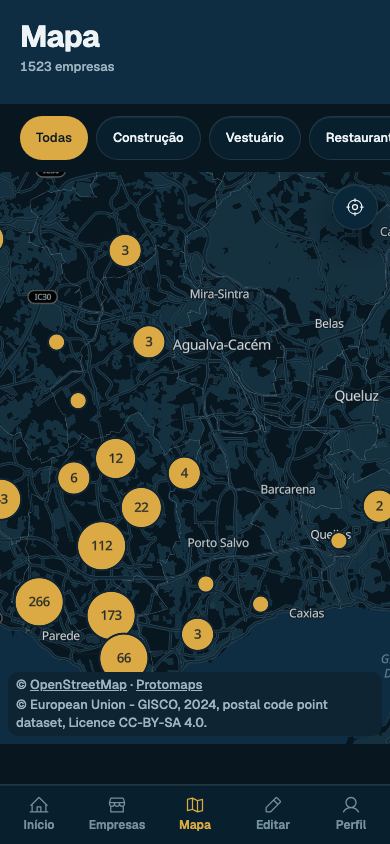 Mapa
1523 empresas
Todas
Construção
Vestuário
Restauran
3
Mira-Sintra
IC30
Belas
3
Agualva-Cacém
Queluz
12
6
4
Barcarena
3
22
2
112
Porto Salvo
266
173
Caxias
Parede
3
66
© OpenStreetMap · Protomaps
© European Union - GISCO, 2024, postal code point
dataset, Licence CC-BY-SA 4.0.
Início
Empresas
Mapa
Editar
Perfil